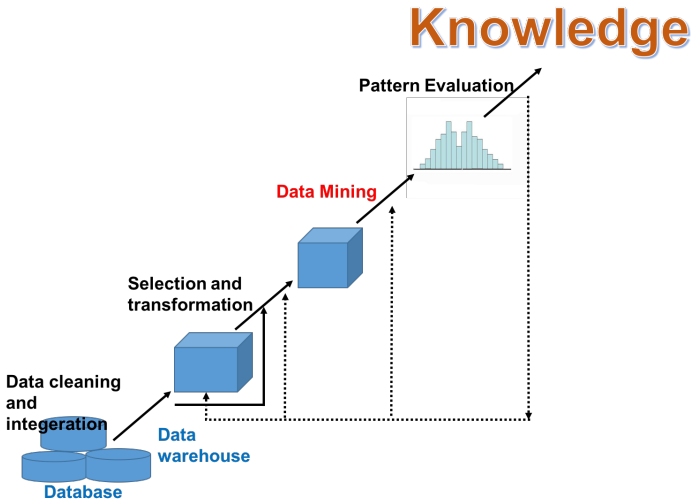 Knowledge
Pattern Evaluation
Data Mining
Selection and
transformation
Data cleaning
and
integeration
Data
warehouse
Database